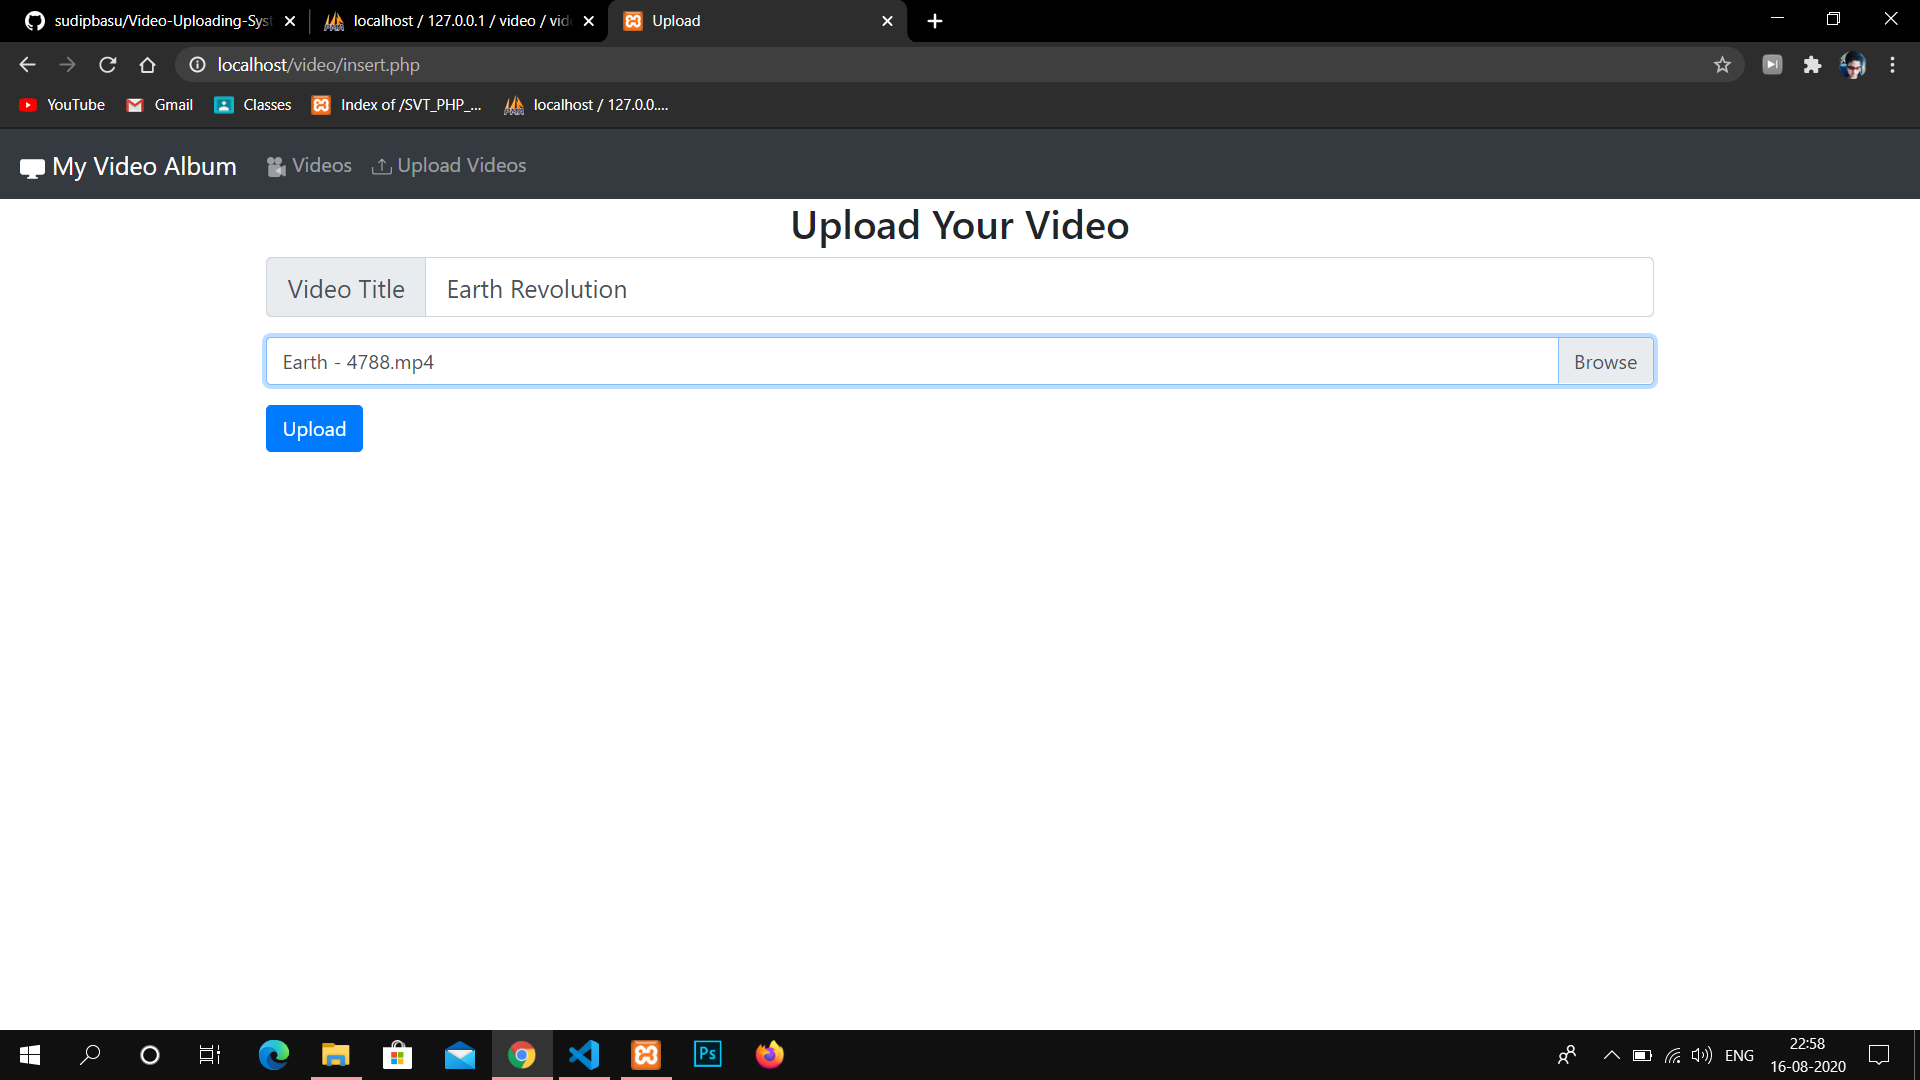 sudipbasu/Video-Uploading-Syst
localhost / 127.0.0.1 / video / vid
Upload
localhost/video/insert.php
YouTube
Gmail
Classes
Index of /SVT_PHP_...
localhost / 127.0.0....
My Video Album
Videos
Upload Videos
Upload Your Video
Video Title
Earth Revolution
Earth - 4788.mp4
Browse
Upload
Ps
ENG
22:58
16-08-2020